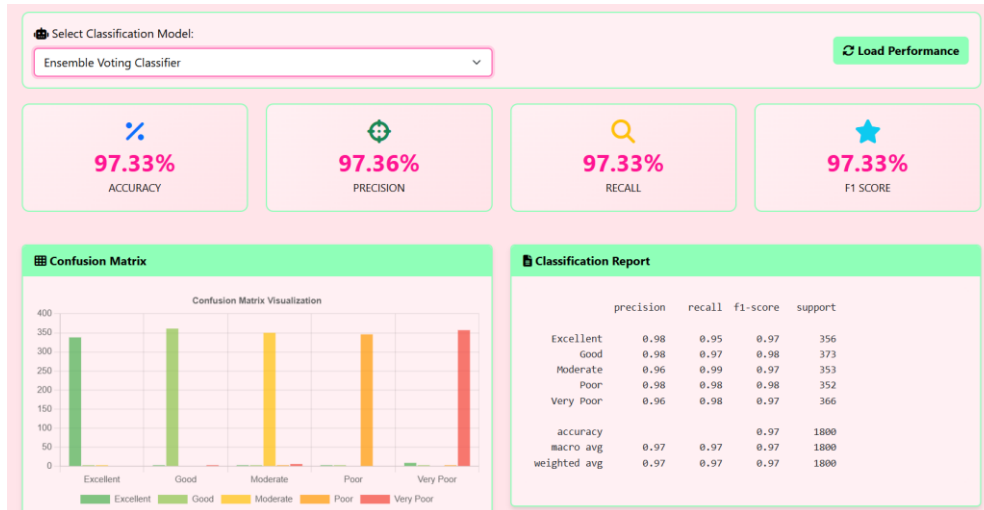 Select Classification Model:
Ensemble Voting Classifier
Load Performance
97.33%
ACCURACY
97.36%
PRECISION
97.33%
RECALL
97.33%
F1 SCORE
Confusion Matrix
Confusion Matrix Visualization
400
350
300
250
200
150
100
50
0
Excellent Good Moderate Poor Very Poor
Excellent Good Moderate Poor Very Poor
Classification Report
precision recall f1-score support
Excellent 0.98 0.95 0.97 356
Good 0.98 0.97 0.98 373
Moderate 0.96 0.99 0.97 353
Poor 0.98 0.98 0.98 352
Very Poor 0.96 0.98 0.97 366
accuracy 0.97 1800
macro avg 0.97 0.97 0.97 1800
weighted avg 0.97 0.97 0.97 1800